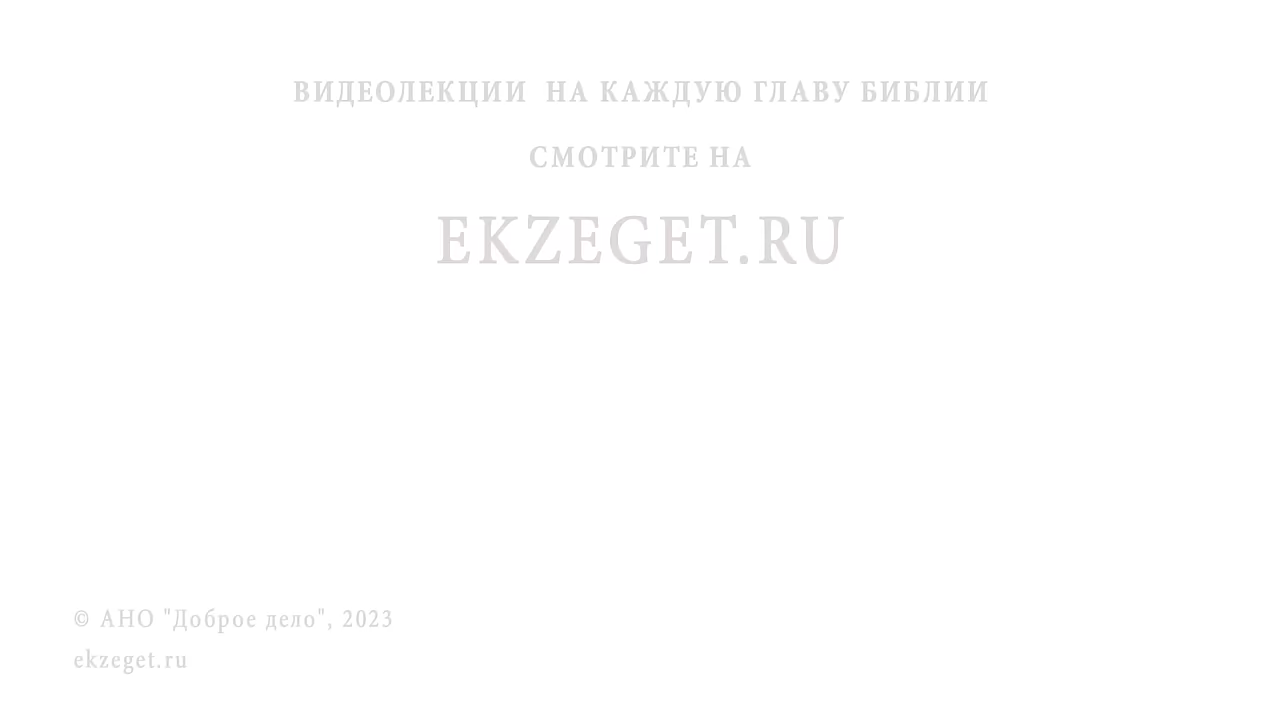 ВИДЕОЛЕКЦИИ НА КАЖДУЮ ГЛАВУ БИБЛИИ
СМОТРИТЕ НА
EKZEGET.RU
© АНО "Доброе дело", 2023
ekzeget.ru